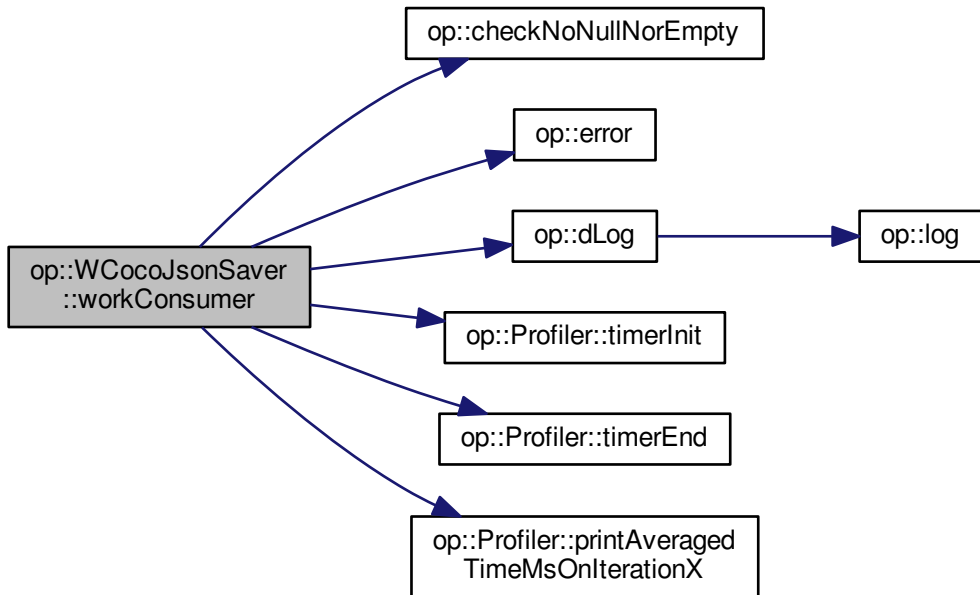 op::checkNoNullNorEmpty
op::error
op::WCocoJsonSaver
::workConsumer
op::dLog
op::log
op::Profiler::timerInit
op::Profiler::timerEnd
op::Profiler::printAveraged
TimeMsOnIterationX